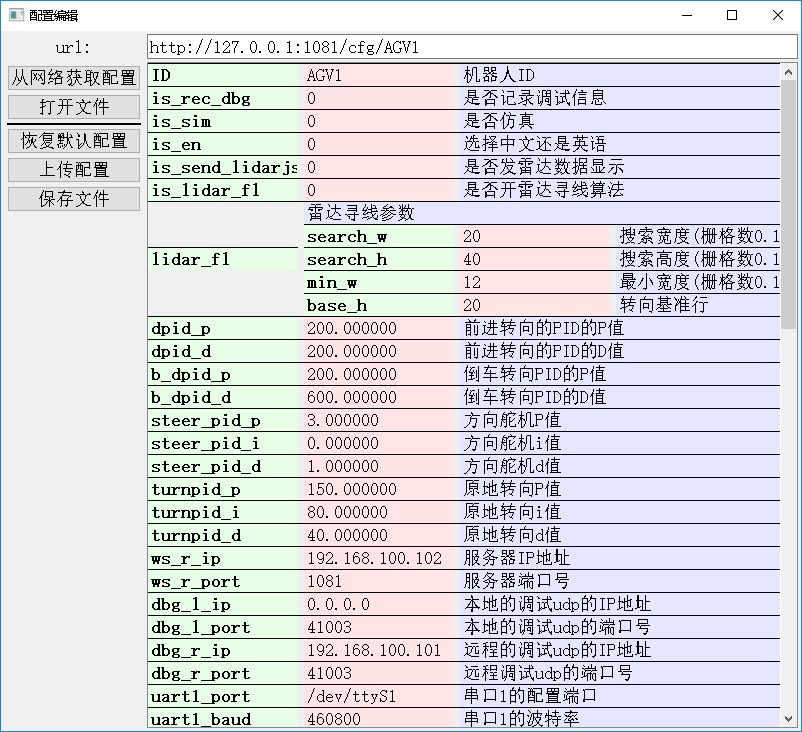 配置编辑
url:
http://127.0.0.1:1081/cfg/AGV1
从网络获取配置
打开文件
恢复默认配置
上传配置
保存文件
ID AGV1 机器人ID
is_rec_dbg 0 是否记录调试信息
is_sim 0 是否仿真
is_en 0 选择中文还是英语
is_send_lidarjs 0 是否发雷达数据显示
is_lidar_fl 0 是否开雷达寻线算法
lidar_fl
雷达寻线参数
search_w 20 搜索宽度(栅格数0.1
search_h 40 搜索高度(栅格数0.1
min_w 12 最小宽度(栅格数0.1
base_h 20 转向基准行
dpid_p 200.000000 前进转向的PID的P值
dpid_d 200.000000 前进转向的PID的D值
b_dpid_p 200.000000 倒车转向PID的P值
b_dpid_d 600.000000 倒车转向PID的D值
steer_pid_p 3.000000 方向舵机P值
steer_pid_i 0.000000 方向舵机i值
steer_pid_d 1.000000 方向舵机d值
turnpid_p 150.000000 原地转向P值
turnpid_i 80.000000 原地转向i值
turnpid_d 40.000000 原地转向d值
ws_r_ip 192.168.100.102 服务器IP地址
ws_r_port 1081 服务器端口号
dbg_l_ip 0.0.0.0 本地的调试udp的IP地址
dbg_l_port 41003 本地的调试udp的端口号
dbg_r_ip 192.168.100.101 远程的调试udp的IP地址
dbg_r_port 41003 远程调试udp的端口号
uart1_port /dev/ttyS1 串口1的配置端口
uart1_baud 460800 串口1的波特率